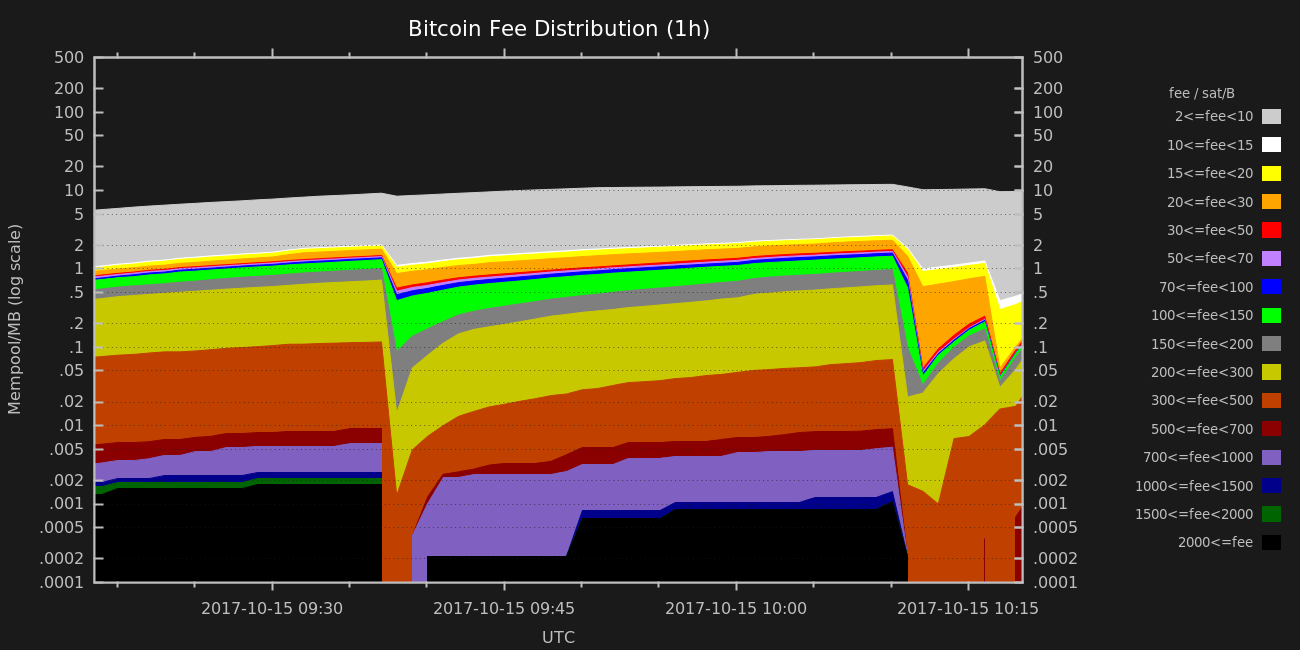 Bitcoin Fee Distribution (1h)
500 500
200 200
100 100
50 50
20 20
10 10
5 5
2 2
1 1
.5 .5
.2 .2
.1 .1
.05 .05
.02 .02
.01 .01
.005 .005
.002 .002
.001 .001
.0005 .0005
.0002 .0002
.0001 .0001
Mempool/MB (log scale)
2017-10-15 09:30 2017-10-15 09:45 2017-10-15 10:00 2017-10-15 10:15
UTC
fee / sat/B
2<=fee<10
10<=fee<15
15<=fee<20
20<=fee<30
30<=fee<50
50<=fee<70
70<=fee<100
100<=fee<150
150<=fee<200
200<=fee<300
300<=fee<500
500<=fee<700
700<=fee<1000
1000<=fee<1500
1500<=fee<2000
2000<=fee